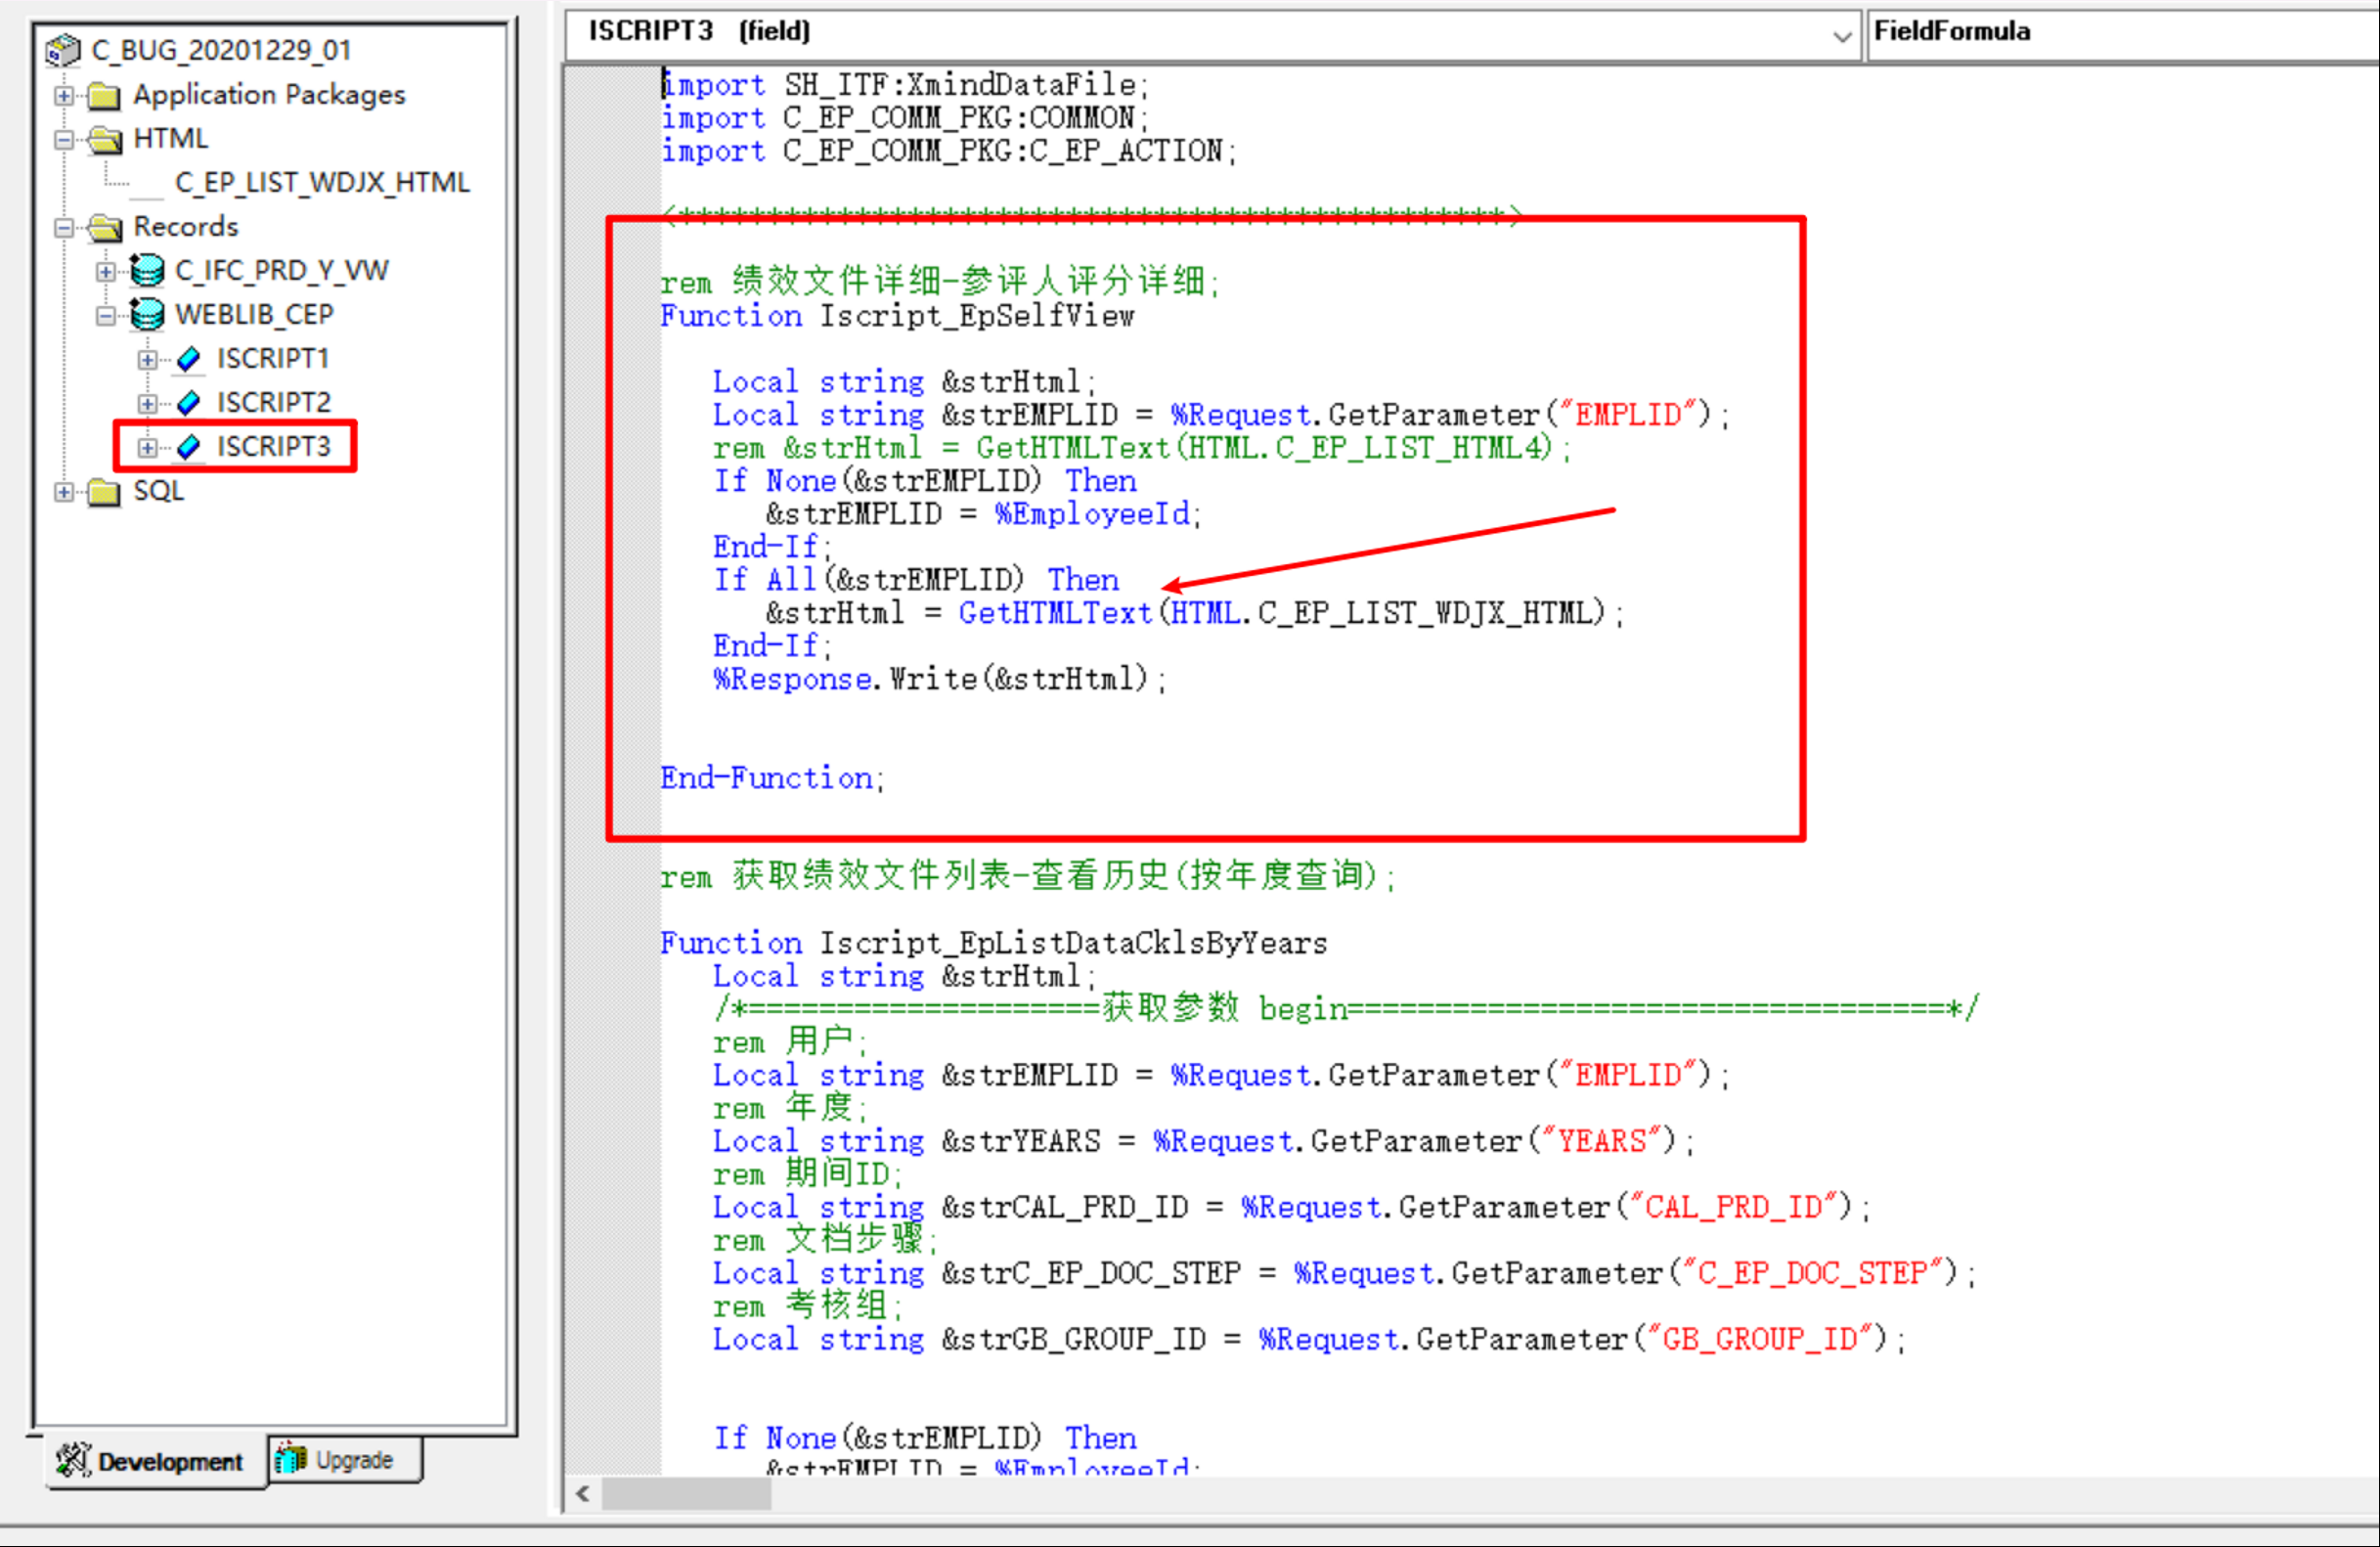 C_BUG_20201229_01
Application Packages
HTML
C_EP_LIST_WDJX_HTML
Records
C_IFC_PRD_Y_VW
WEBLIB_CEP
ISCRIPT1
ISCRIPT2
ISCRIPT3
SQL
Development
Upgrade
ISCRIPT3 (field)
FieldFormula
import SH_ITF:XmindDataFile;
import C_EP_COMM_PKG:COMMON;
import C_EP_COMM_PKG:C_EP_ACTION;
rem 绩效文件详细-参评人评分详细;
Function Iscript_EpSelfView
Local string &strHtml;
Local string &strEMPLID = %Request.GetParameter("EMPLID");
rem &strHtml = GetHTMLText(HTML.C_EP_LIST_HTML4);
If None(&strEMPLID) Then
&strEMPLID = %EmployeeId;
End-If;
If All(&strEMPLID) Then
&strHtml = GetHTMLText(HTML.C_EP_LIST_WDJX_HTML);
End-If;
%Response.Write(&strHtml);
End-Function;
rem 获取绩效文件列表-查看历史(按年度查询);
Function Iscript_EpListDataCklsByYears
Local string &strHtml;
/*====================获取参数 begin==================================*/
rem 用户;
Local string &strEMPLID = %Request.GetParameter("EMPLID");
rem 年度;
Local string &strYEARS = %Request.GetParameter("YEARS");
rem 期间ID;
Local string &strCAL_PRD_ID = %Request.GetParameter("CAL_PRD_ID");
rem 文档步骤;
Local string &strC_EP_DOC_STEP = %Request.GetParameter("C_EP_DOC_STEP");
rem 考核组;
Local string &strGB_GROUP_ID = %Request.GetParameter("GB_GROUP_ID");
If None(&strEMPLID) Then
&strEMPLID = %EmployeeId;